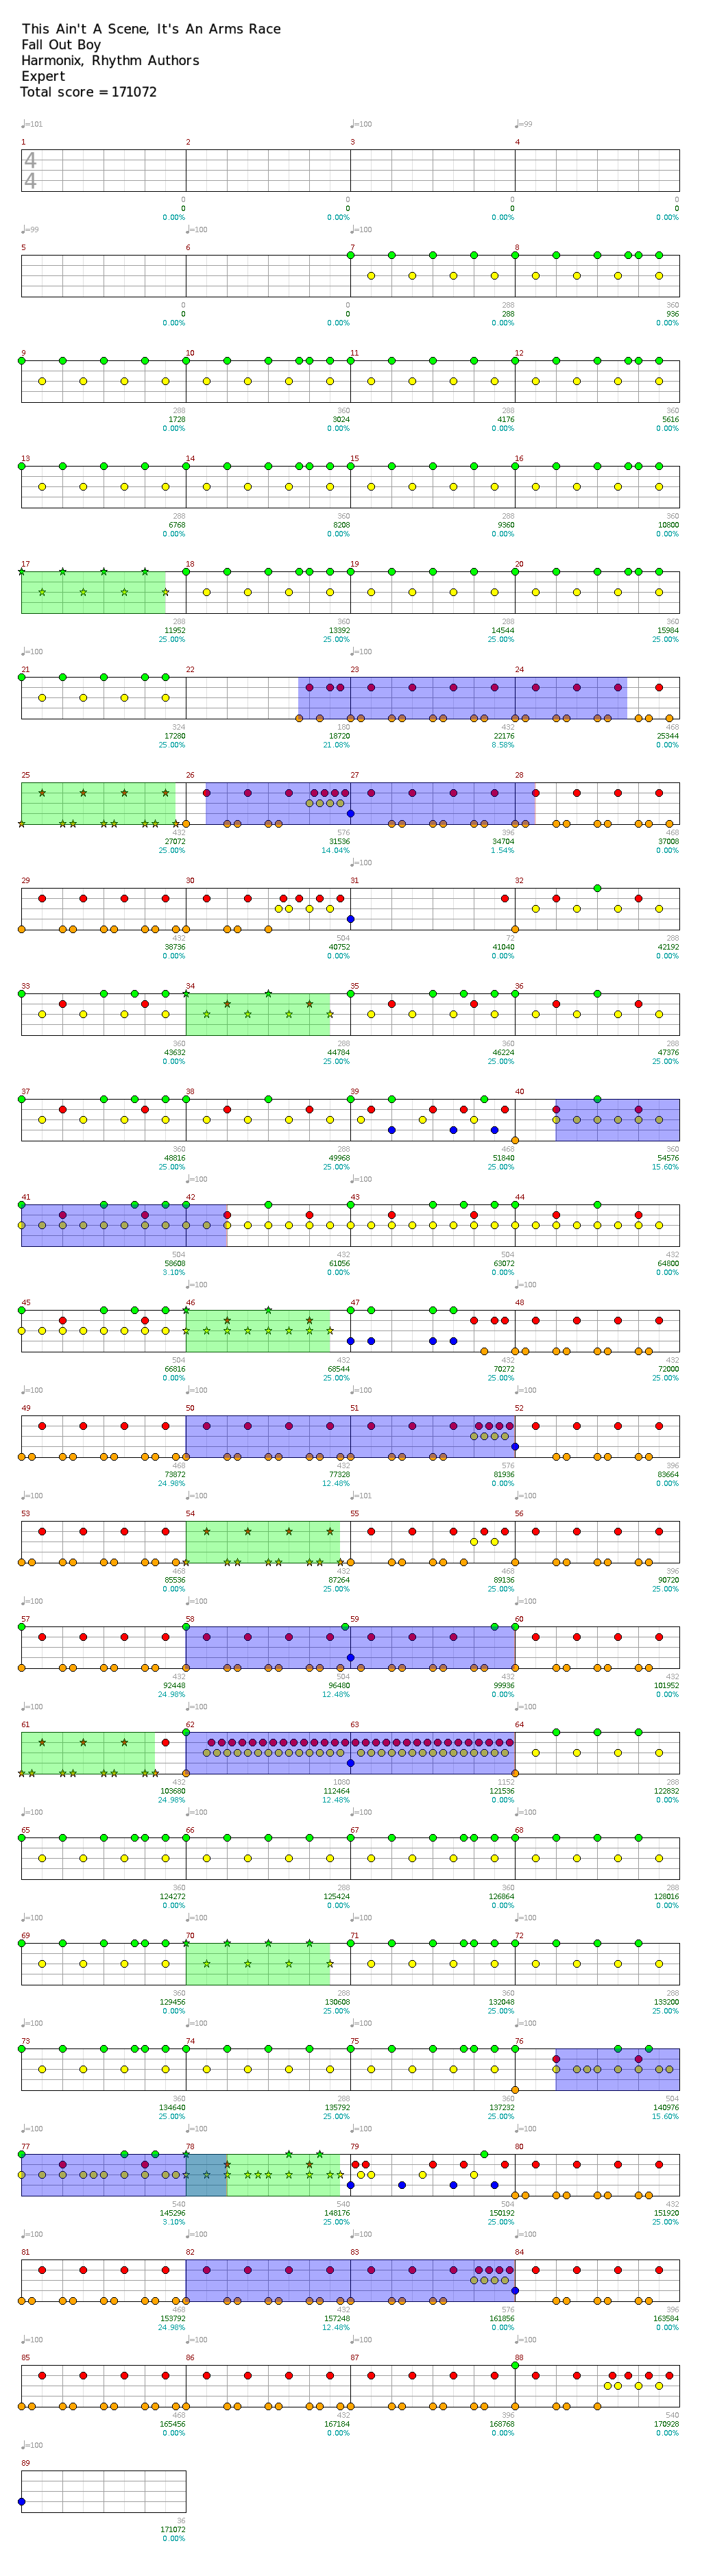 This Ain't A Scene, It's An Arms Race
Fall Out Boy
Harmonix, Rhythm Authors
Expert
Total score = 171072
♩=101 ♩=100 ♩=99
1 2 3 4
4
4
0 0 0 0
0 0 0 0
0.00% 0.00% 0.00% 0.00%
♩=99 ♩=100 ♩=100
5 6 7 8
0 0 288 360
0 0 288 936
0.00% 0.00% 0.00% 0.00%
9 10 11 12
288 360 288 360
1728 3024 4176 5616
0.00% 0.00% 0.00% 0.00%
13 14 15 16
288 360 288 360
6768 8208 9360 10800
0.00% 0.00% 0.00% 0.00%
17 18 19 20
288 360 288 360
11952 13392 14544 15984
25.00% 25.00% 25.00% 25.00%
♩=100 ♩=100
21 22 23 24
324 180 432 468
17280 18720 22176 25344
25.00% 21.08% 8.58% 0.00%
25 26 27 28
432 576 396 468
27072 31536 34704 37008
25.00% 14.04% 1.54% 0.00%
♩=100
29 30 31 32
432 504 72 288
38736 40752 41040 42192
0.00% 0.00% 0.00% 0.00%
33 34 35 36
360 288 360 288
43632 44784 46224 47376
0.00% 25.00% 25.00% 25.00%
♩=100
37 38 39 40
360 288 468 360
48816 49968 51840 54576
25.00% 25.00% 25.00% 15.60%
♩=100 ♩=100
41 42 43 44
504 432 504 432
58608 61056 63072 64800
3.10% 0.00% 0.00% 0.00%
♩=100 ♩=100
45 46 47 48
504 432 432 432
66816 68544 70272 72000
0.00% 25.00% 25.00% 25.00%
♩=100 ♩=100 ♩=100 ♩=100
49 50 51 52
468 432 576 396
73872 77328 81936 83664
24.98% 12.48% 0.00% 0.00%
♩=100 ♩=100 ♩=101 ♩=100
53 54 55 56
468 432 468 396
85536 87264 89136 90720
0.00% 25.00% 25.00% 25.00%
♩=100 ♩=100 ♩=100 ♩=100
57 58 59 60
432 504 432 432
92448 96480 99936 101952
24.98% 12.48% 0.00% 0.00%
♩=100 ♩=100 ♩=100 ♩=100
61 62 63 64
432 1080 1152 288
103680 112464 121536 122832
24.98% 12.48% 0.00% 0.00%
♩=100 ♩=100 ♩=100 ♩=100
65 66 67 68
360 288 360 288
124272 125424 126864 128016
0.00% 0.00% 0.00% 0.00%
♩=100 ♩=100 ♩=100 ♩=100
69 70 71 72
360 288 360 288
129456 130608 132048 133200
0.00% 25.00% 25.00% 25.00%
♩=100 ♩=100 ♩=100 ♩=100
73 74 75 76
360 288 360 504
134640 135792 137232 140976
25.00% 25.00% 25.00% 15.60%
♩=100 ♩=100 ♩=100 ♩=100
77 78 79 80
540 540 504 432
145296 148176 150192 151920
3.10% 25.00% 25.00% 25.00%
♩=100 ♩=100 ♩=100 ♩=100
81 82 83 84
468 432 576 396
153792 157248 161856 163584
24.98% 12.48% 0.00% 0.00%
♩=100 ♩=100 ♩=100 ♩=100
85 86 87 88
468 432 396 540
165456 167184 168768 170928
0.00% 0.00% 0.00% 0.00%
♩=100
89
36
171072
0.00%